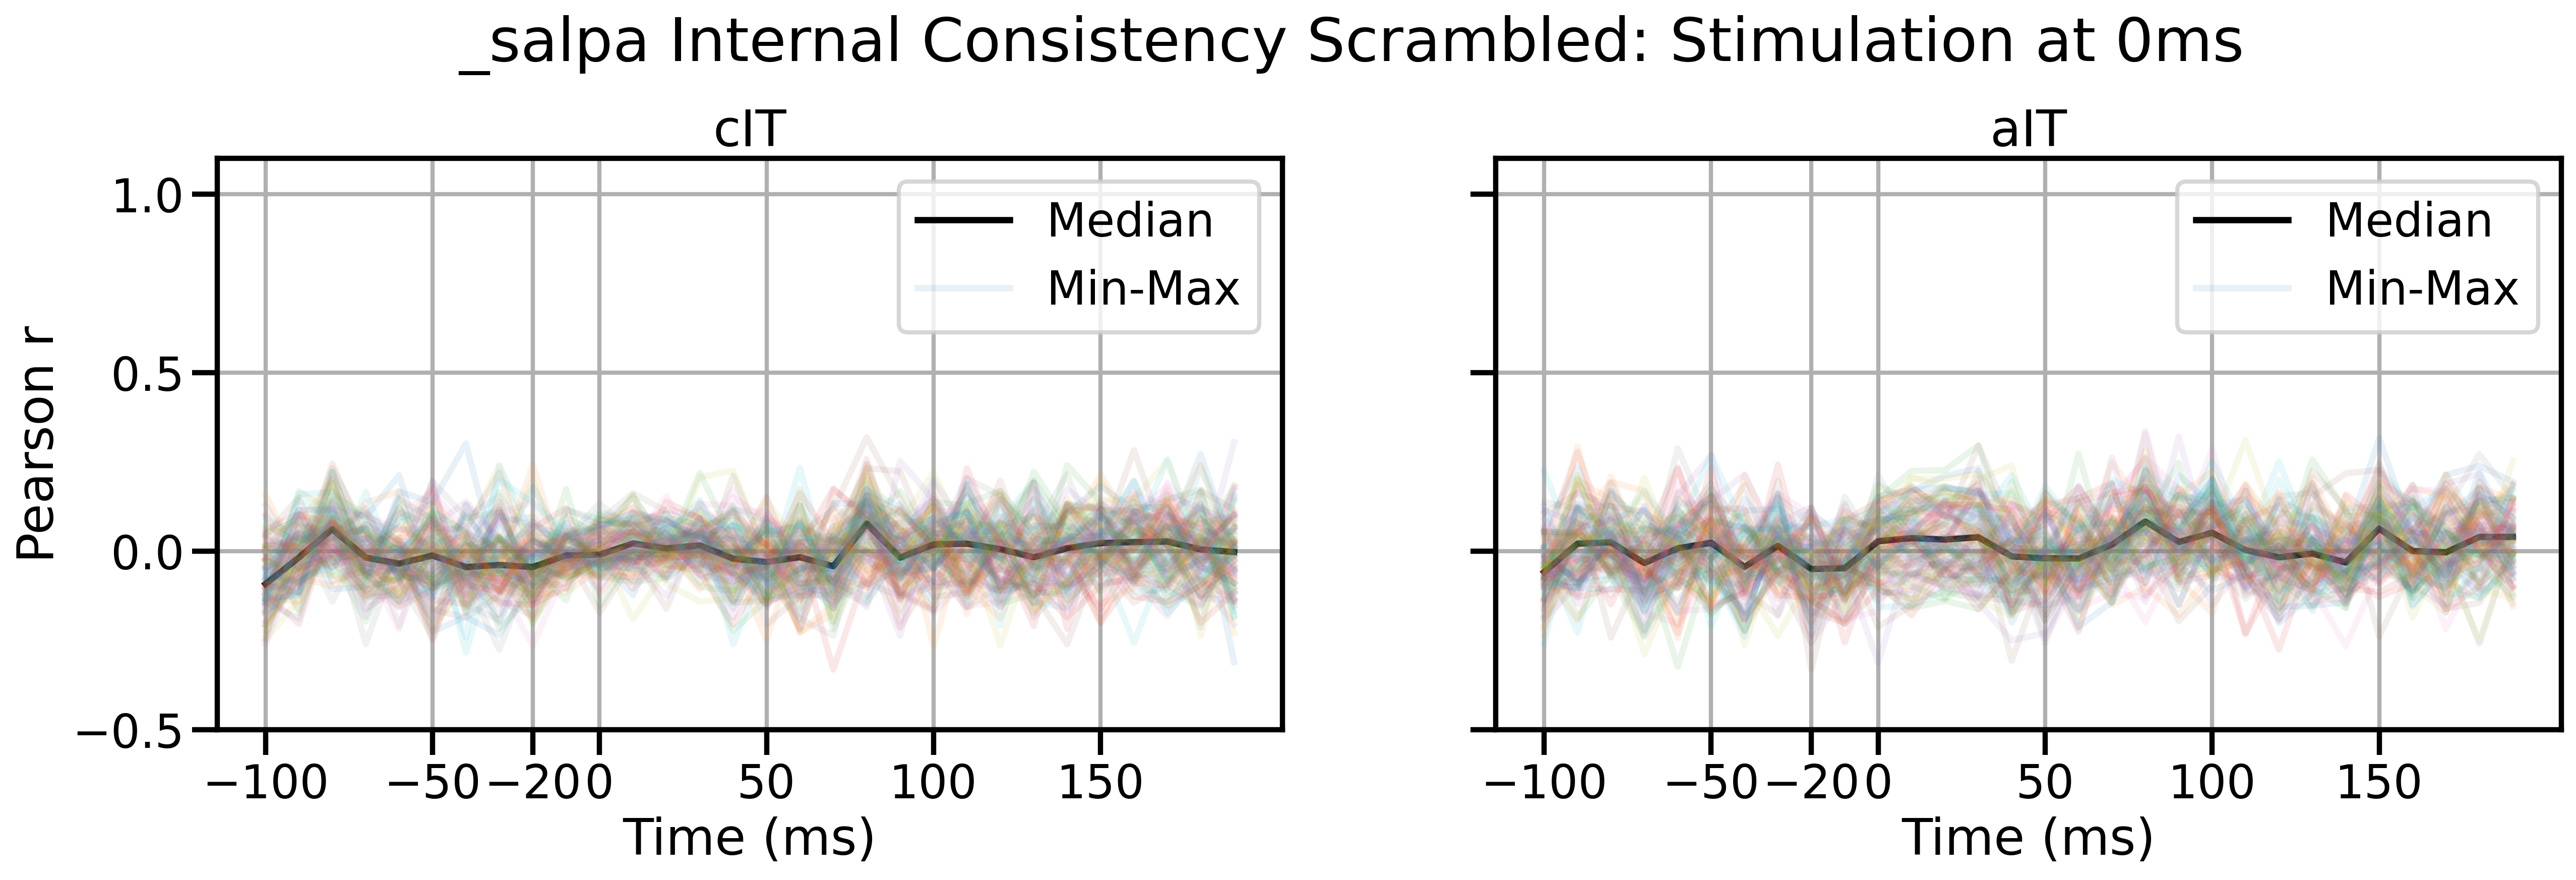 _salpa Internal Consistency Scrambled: Stimulation at 0ms
cIT
Pearson r
1.0
0.5
0.0
−0.5
Median
Min-Max
−100 −50 −20 0 50 100 150
Time (ms)
aIT
Median
Min-Max
−100 −50 −20 0 50 100 150
Time (ms)